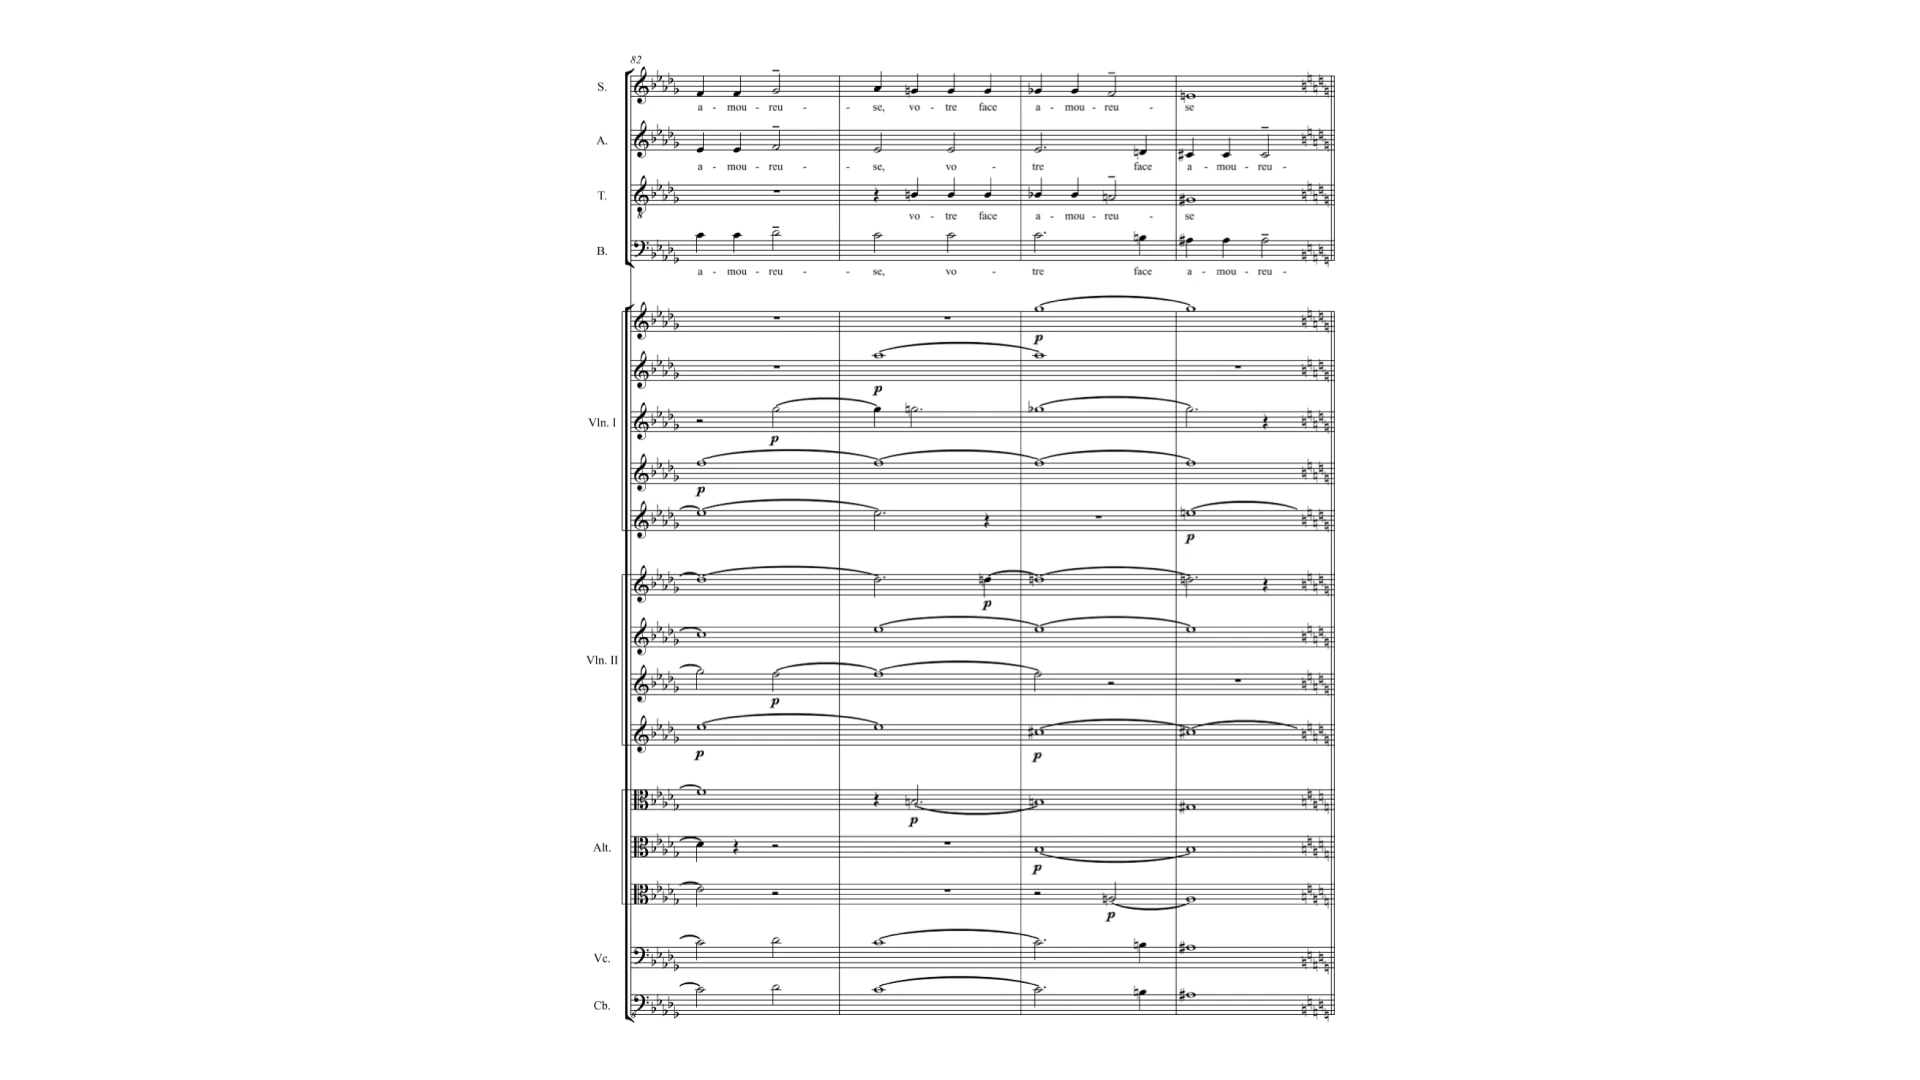 82
S.
a - mou - reu - - se, vo - tre face a - mou - reu - se
A.
a - mou - reu - - se, vo - tre face a - mou - reu -
T.
vo - tre face a - mou - reu - se
B.
a - mou - reu - - se, vo - tre face a - mou - reu -
p
p
Vln. I
p
p
p
p
Vln. II
p
p p
p
Alt.
p
p
Vc.
Cb.